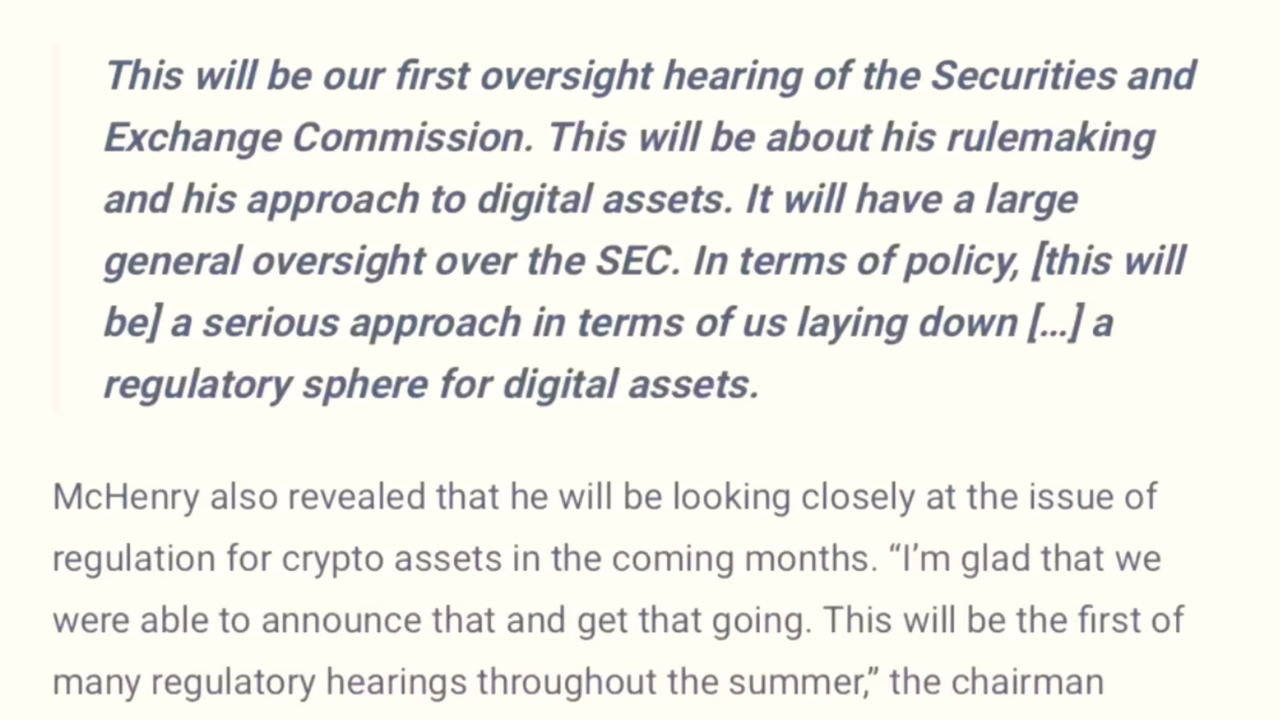 This will be our first oversight hearing of the Securities and
Exchange Commission. This will be about his rulemaking
and his approach to digital assets. It will have a large
general oversight over the SEC. In terms of policy, [this will
be] a serious approach in terms of us laying down […] a
regulatory sphere for digital assets.
McHenry also revealed that he will be looking closely at the issue of
regulation for crypto assets in the coming months. “I’m glad that we
were able to announce that and get that going. This will be the first of
many regulatory hearings throughout the summer,” the chairman